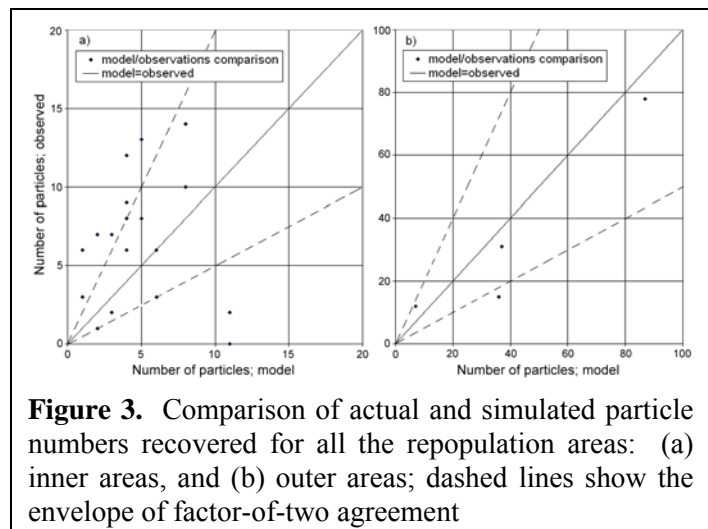 a)
model/observations comparison
model=observed
Number of particles; observed
20
15
10
5
0
0 5 10 15 20
Number of particles; model
b)
model/observations comparison
model=observed
100
80
60
40
20
0
0 20 40 60 80 100
Number of particles; model
Figure 3. Comparison of actual and simulated particle
numbers recovered for all the repopulation areas: (a)
inner areas, and (b) outer areas; dashed lines show the
envelope of factor-of-two agreement